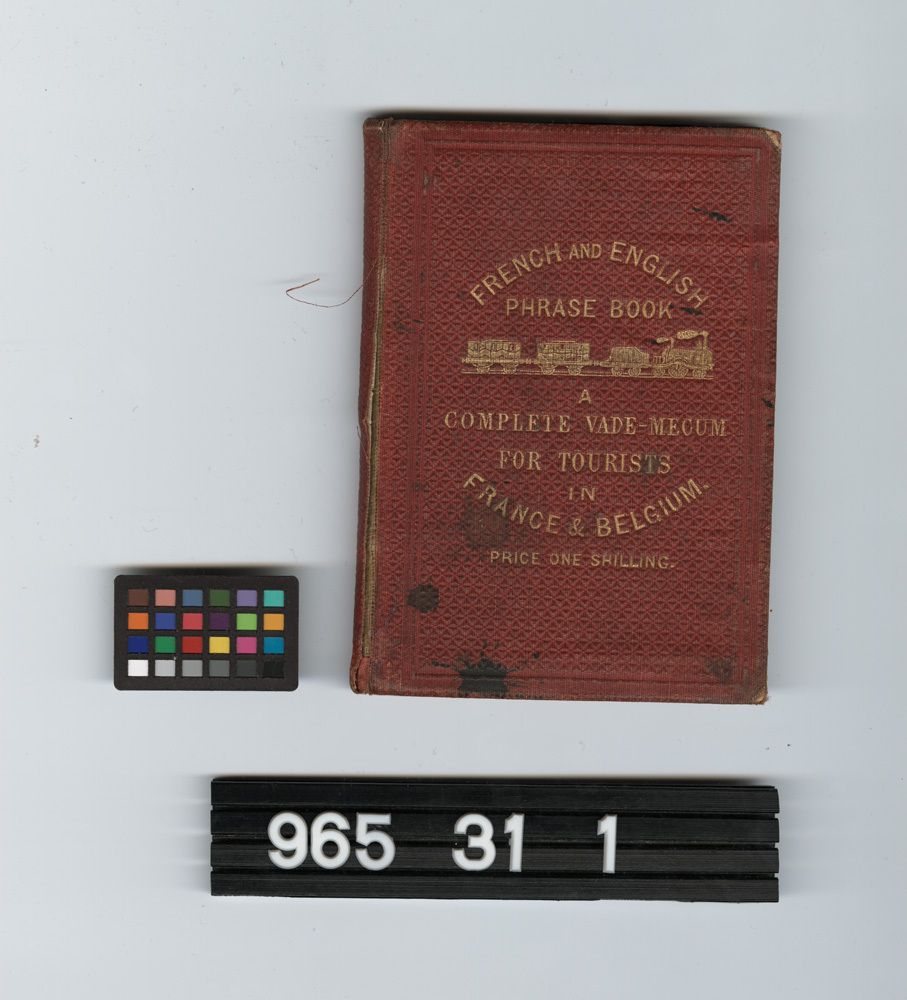 FRENCH AND ENGLISH
PHRASE BOOK
A
COMPLETE VADE-MECUM
FOR TOURISTS
IN
FRANCE & BELGIUM.
PRICE ONE SHILLING.
965 31 1